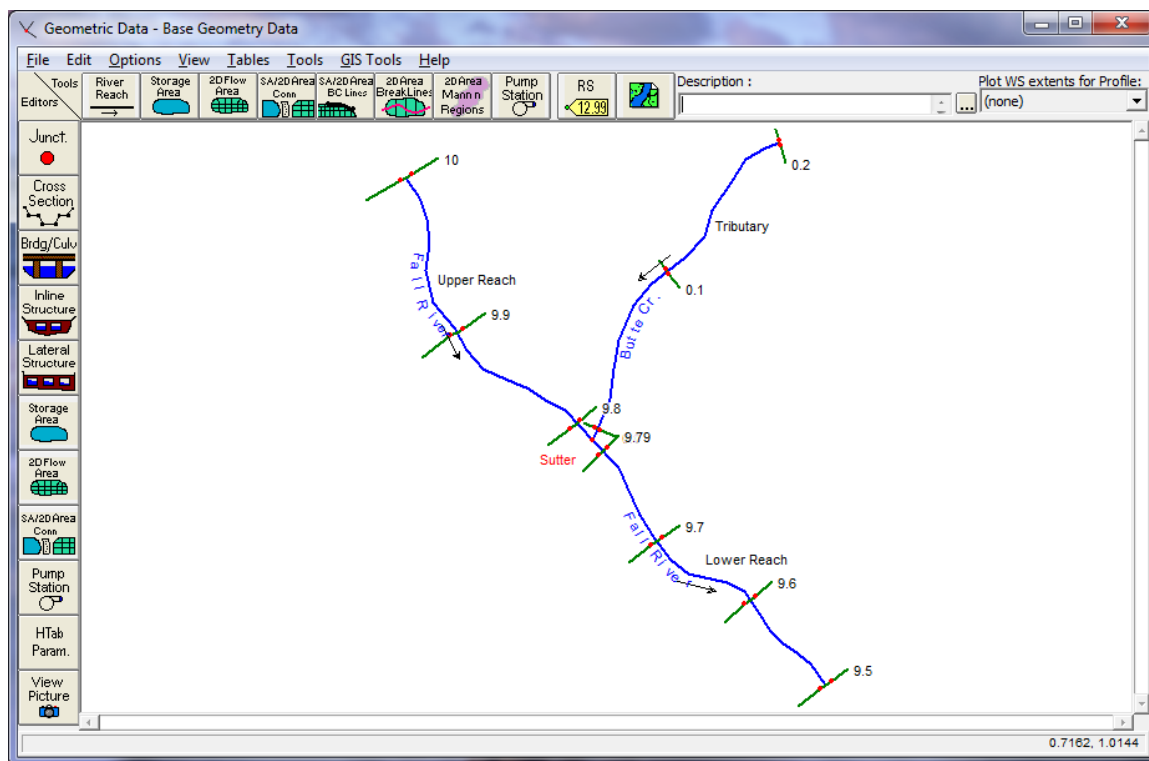 Geometric Data - Base Geometry Data
File Edit Options View Tables Tools GIS Tools Help
Tools
Editors
River
Reach
Storage
Area
2D Flow
Area
SA/2D Area
Conn
SA/2D Area
BC Lines
2D Area
BreakLines
2D Area
Mann n
Regions
Pump
Station
RS
12.99
Description :
...
Plot WS extents for Profile:
(none)
Junct.
Cross
Section
Brdg/Culv
Inline
Structure
Lateral
Structure
Storage
Area
2D Flow
Area
SA/2D Area
Conn
Pump
Station
HTab
Param.
View
Picture
10
0.2
Tributary
Fall River
Upper Reach
0.1
9.9
Butte Cr.
9.8
9.79
Sutter
9.7
Fall River
Lower Reach
9.6
9.5
0.7162, 1.0144